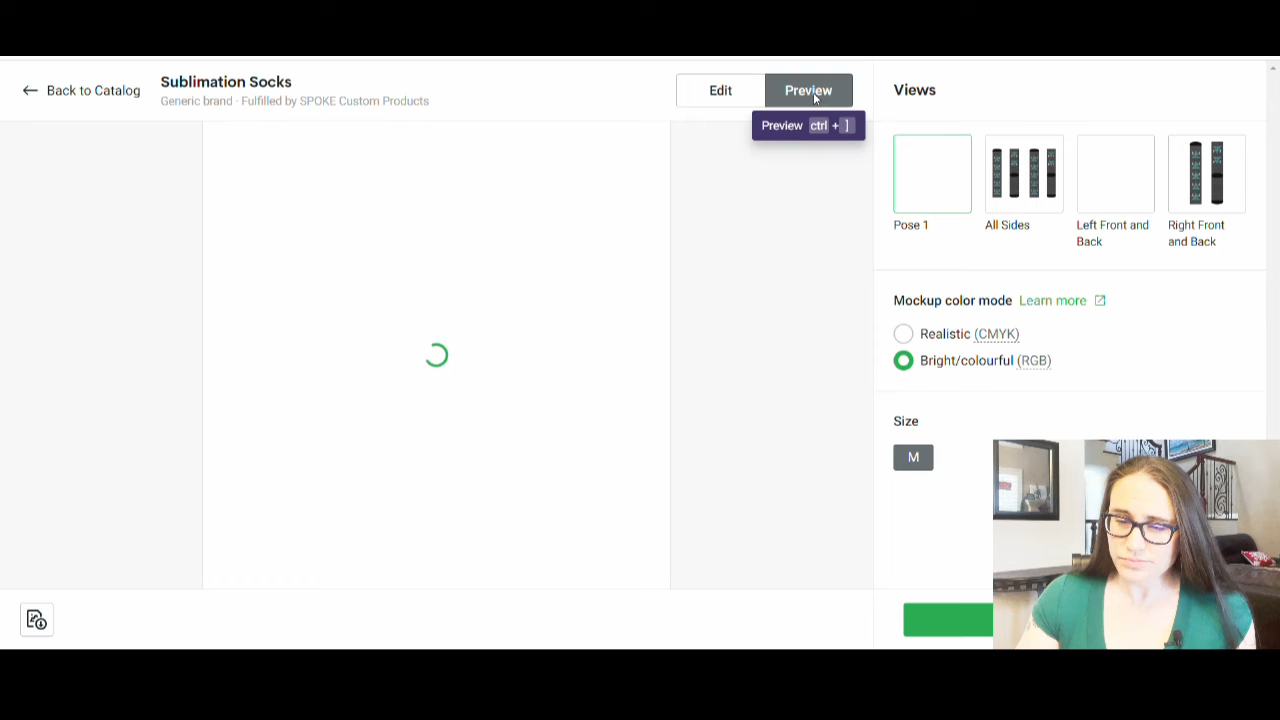 Back to Catalog
Sublimation Socks
Generic brand · Fulfilled by SPOKE Custom Products
Edit
Preview
Preview ctrl + ]
Views
Pose 1
All Sides
Left Front and
Back
Right Front
and Back
Mockup color mode Learn more
Realistic (CMYK)
Bright/colourful (RGB)
Size
M